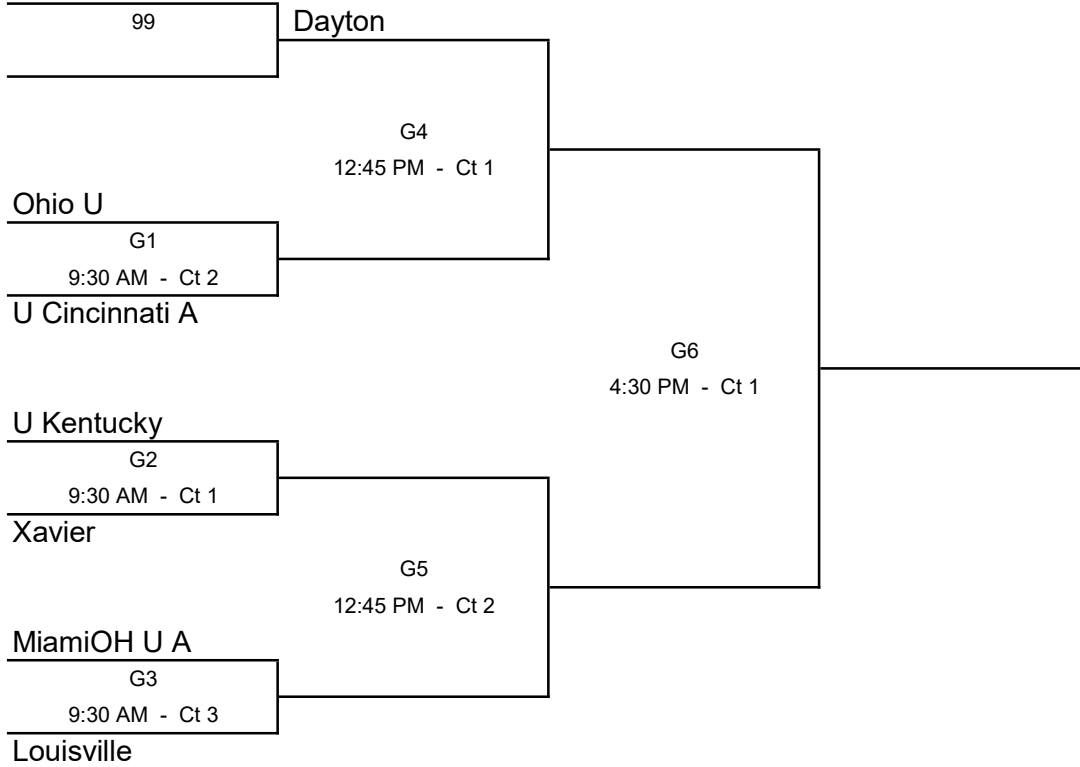 99
Dayton
G4
12:45 PM - Ct 1
Ohio U
G1
9:30 AM - Ct 2
U Cincinnati A
G6
4:30 PM - Ct 1
U Kentucky
G2
9:30 AM - Ct 1
Xavier
G5
12:45 PM - Ct 2
MiamiOH U A
G3
9:30 AM - Ct 3
Louisville